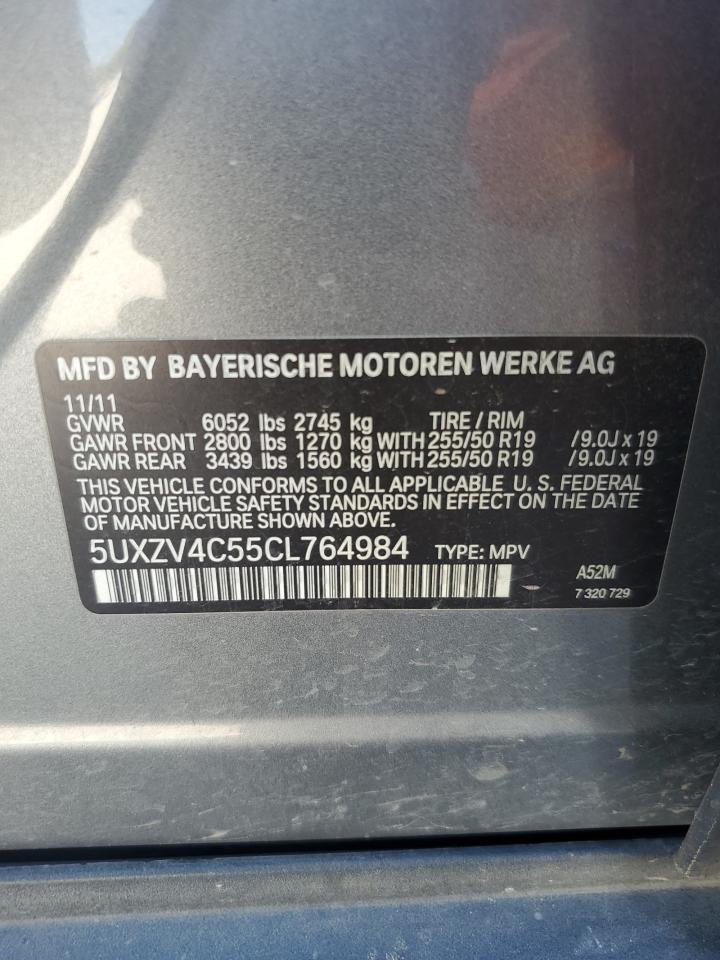 MFD BY BAYERISCHE MOTOREN WERKE AG
11/11
GVWR 6052 lbs 2745 kg TIRE / RIM
GAWR FRONT 2800 lbs 1270 kg WITH 255/50 R19 /9.0J x 19
GAWR REAR 3439 lbs 1560 kg WITH 255/50 R19 /9.0J x 19
THIS VEHICLE CONFORMS TO ALL APPLICABLE U. S. FEDERAL
MOTOR VEHICLE SAFETY STANDARDS IN EFFECT ON THE DATE
OF MANUFACTURE SHOWN ABOVE.
5UXZV4C55CL764984 TYPE: MPV
A52M
7 320 729